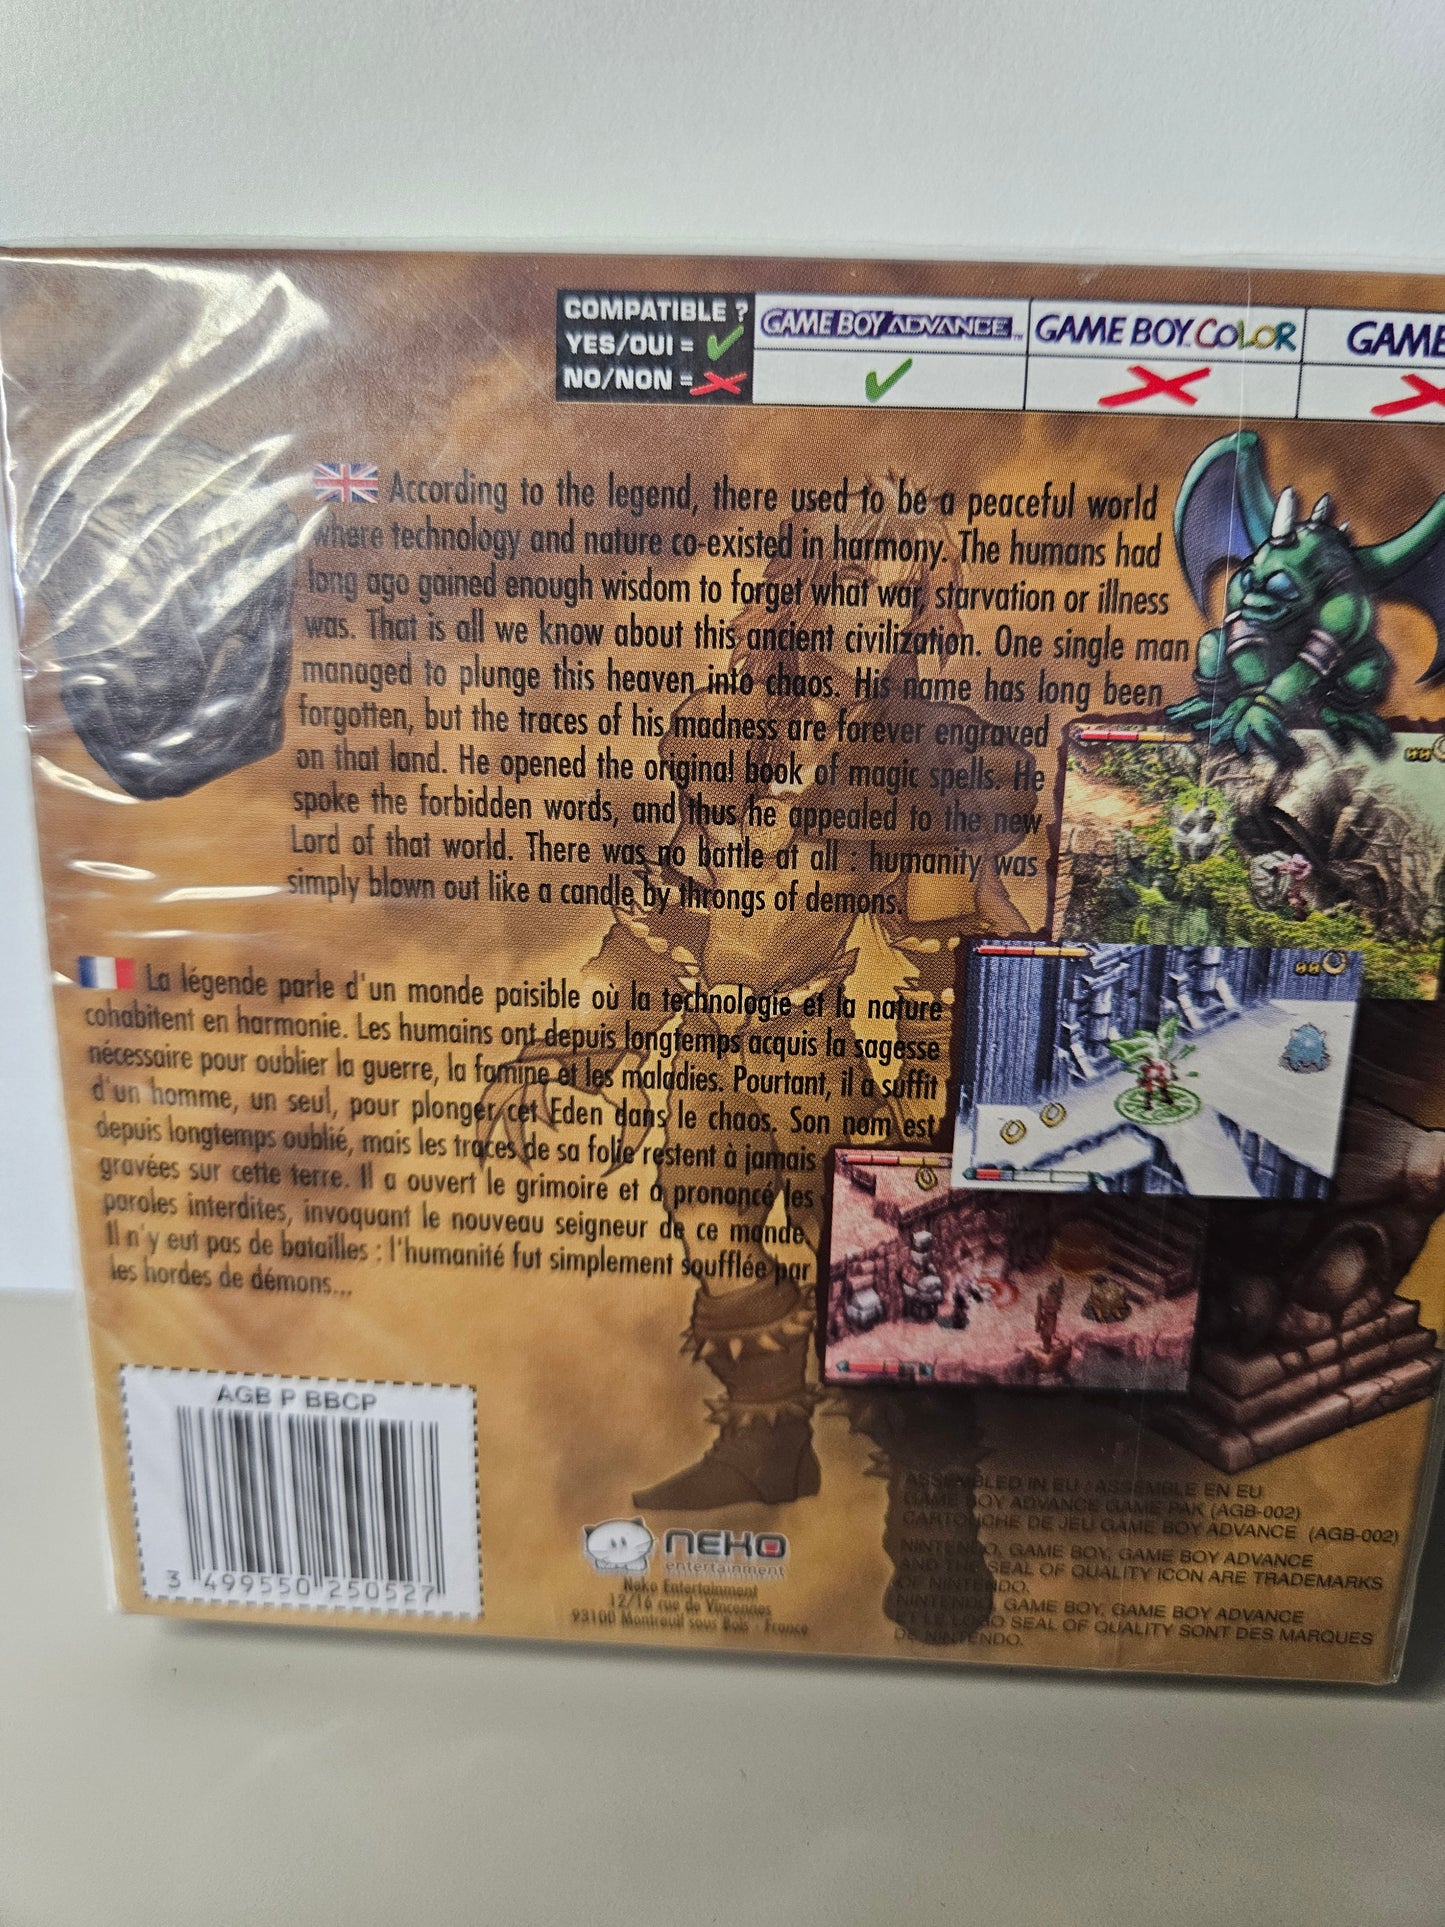 COMPATIBLE ?
YES/OUI =
NO/NON =
GAME BOY ADVANCE™
GAME BOY COLOR
GAME
According to the legend, there used to be a peaceful world
where technology and nature co-existed in harmony. The humans had
long ago gained enough wisdom to forget what war, starvation or illness
was. That is all we know about this ancient civilization. One single man
managed to plunge this heaven into chaos. His name has long been
forgotten, but the traces of his madness are forever engraved
on that land. He opened the original book of magic spells. He
spoke the forbidden words, and thus he appealed to the new
Lord of that world. There was no battle at all : humanity was
simply blown out like a candle by throngs of demons.
La légende parle d'un monde paisible où la technologie et la nature
cohabitent en harmonie. Les humains ont depuis longtemps acquis la sagesse
nécessaire pour oublier la guerre, la famine et les maladies. Pourtant, il a suffit
d'un homme, un seul, pour plonger cet Eden dans le chaos. Son nom est
depuis longtemps oublié, mais les traces de sa folie restent à jamais
gravées sur cette terre. Il a ouvert le grimoire et a prononcé les
paroles interdites, invoquant le nouveau seigneur de ce monde.
Il n'y eut pas de batailles : l'humanité fut simplement soufflée par
les hordes de démons...
AGB P BBCP
3 499550 250527
NEKO
entertainment
Neko Entertainment
12/16 rue de Vincennes
93100 Montreuil sous Bois - France
ASSEMBLED IN EU / ASSEMBLE EN EU
GAME BOY ADVANCE GAME PAK (AGB-002)
CARTOUCHE DE JEU GAME BOY ADVANCE (AGB-002)
NINTENDO, GAME BOY, GAME BOY ADVANCE
AND THE SEAL OF QUALITY ICON ARE TRADEMARKS
OF NINTENDO.
NINTENDO, GAME BOY, GAME BOY ADVANCE
ET LE LOGO SEAL OF QUALITY SONT DES MARQUES
DE NINTENDO.